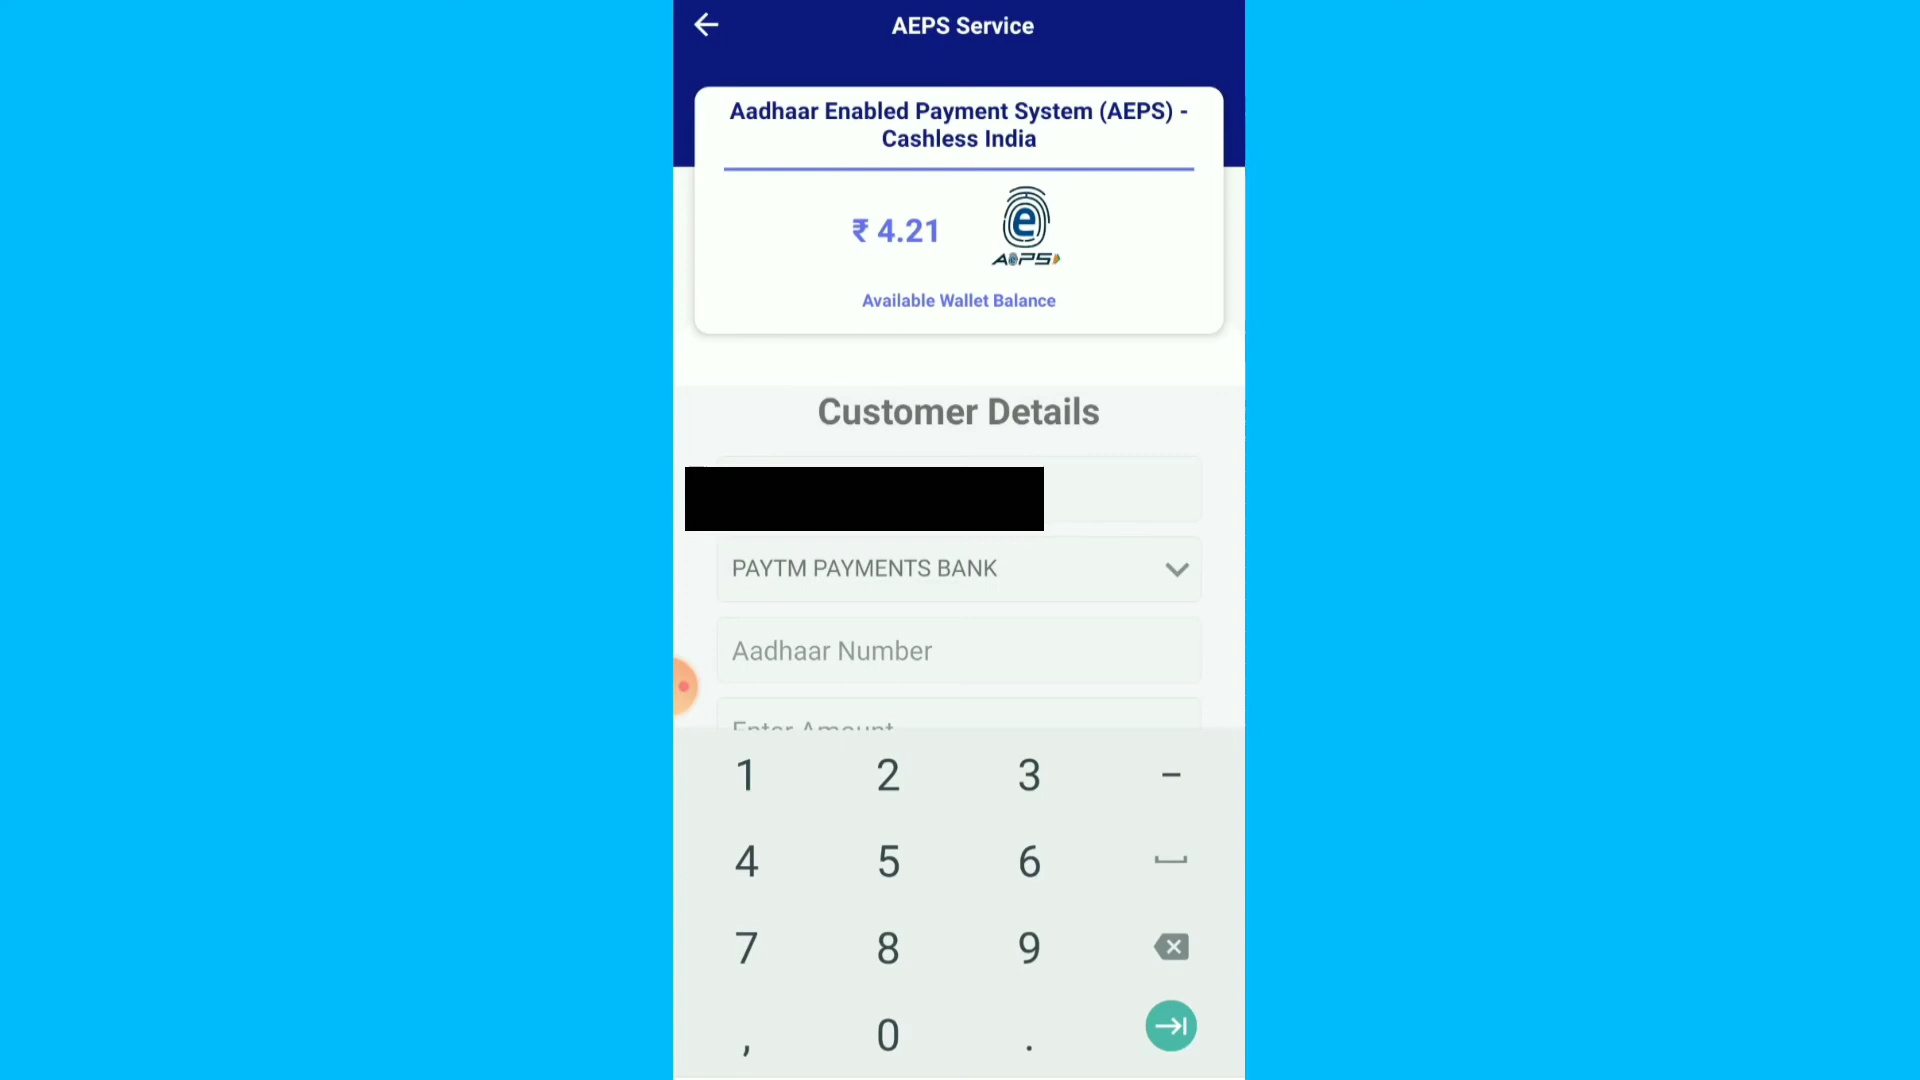 AEPS Service
Aadhaar Enabled Payment System (AEPS) -
Cashless India
₹ 4.21
e
AePS
Available Wallet Balance
Customer Details
PAYTM PAYMENTS BANK
Aadhaar Number
Enter Amount
1 2 3 -
4 5 6
7 8 9
, 0 .